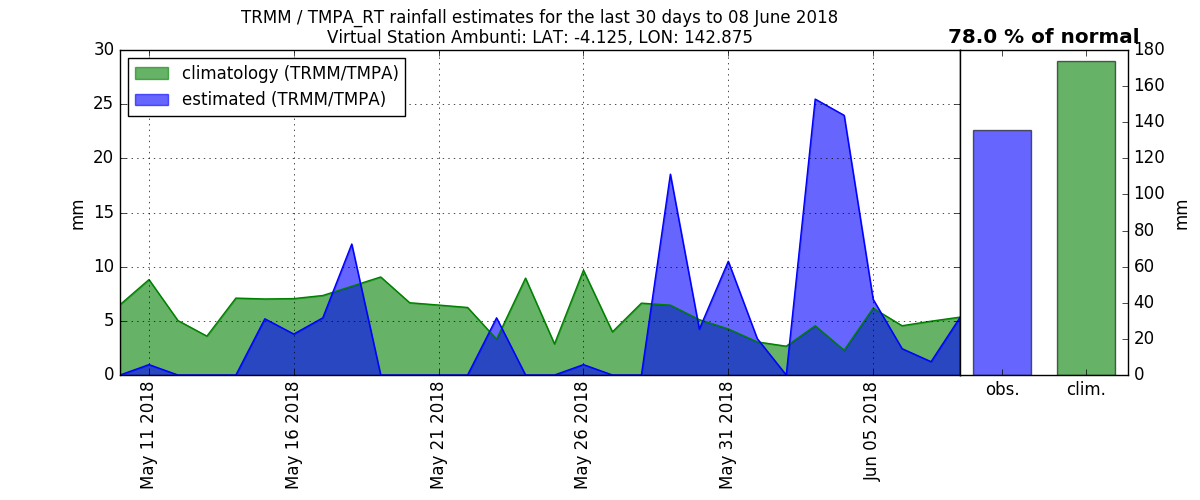 TRMM / TMPA_RT rainfall estimates for the last 30 days to 08 June 2018
Virtual Station Ambunti: LAT: -4.125, LON: 142.875
78.0 % of normal
climatology (TRMM/TMPA)
estimated (TRMM/TMPA)
30
25
20
15
10
5
0
mm
May 11 2018
May 16 2018
May 21 2018
May 26 2018
May 31 2018
Jun 05 2018
180
160
140
120
100
80
60
40
20
0
mm
obs.
clim.